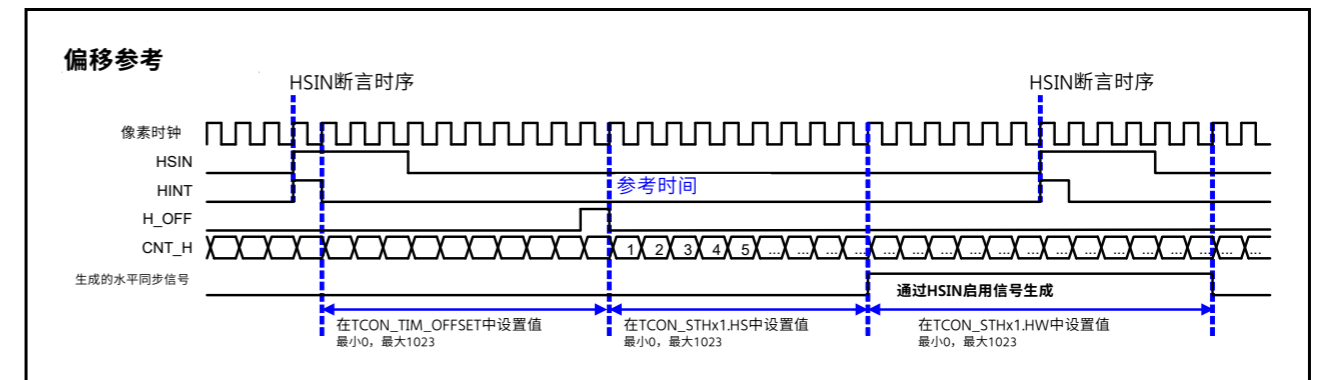 偏移参考
HSIN断言时序 HSIN断言时序
像素时钟
HSIN
HINT 参考时间
H_OFF
CNT_H 1 2 3 4 5 ... ... ... ... ... ... ... ... ... ... ... ... ... ... ... ... ... ...
生成的水平同步信号 通过HSIN启用信号生成
在TCON_TIM_OFFSET中设置值 在TCON_STHx1.HS中设置值 在TCON_STHx1.HW中设置值
最小0，最大1023 最小0，最大1023 最小0，最大1023